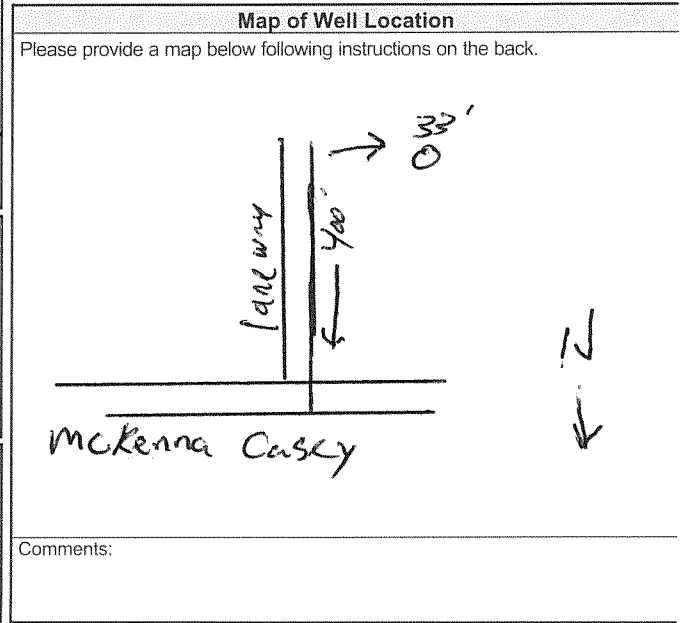 Map of Well Location
Please provide a map below following instructions on the back.
33'
laneway
400'
N
McKenna Casey
Comments: